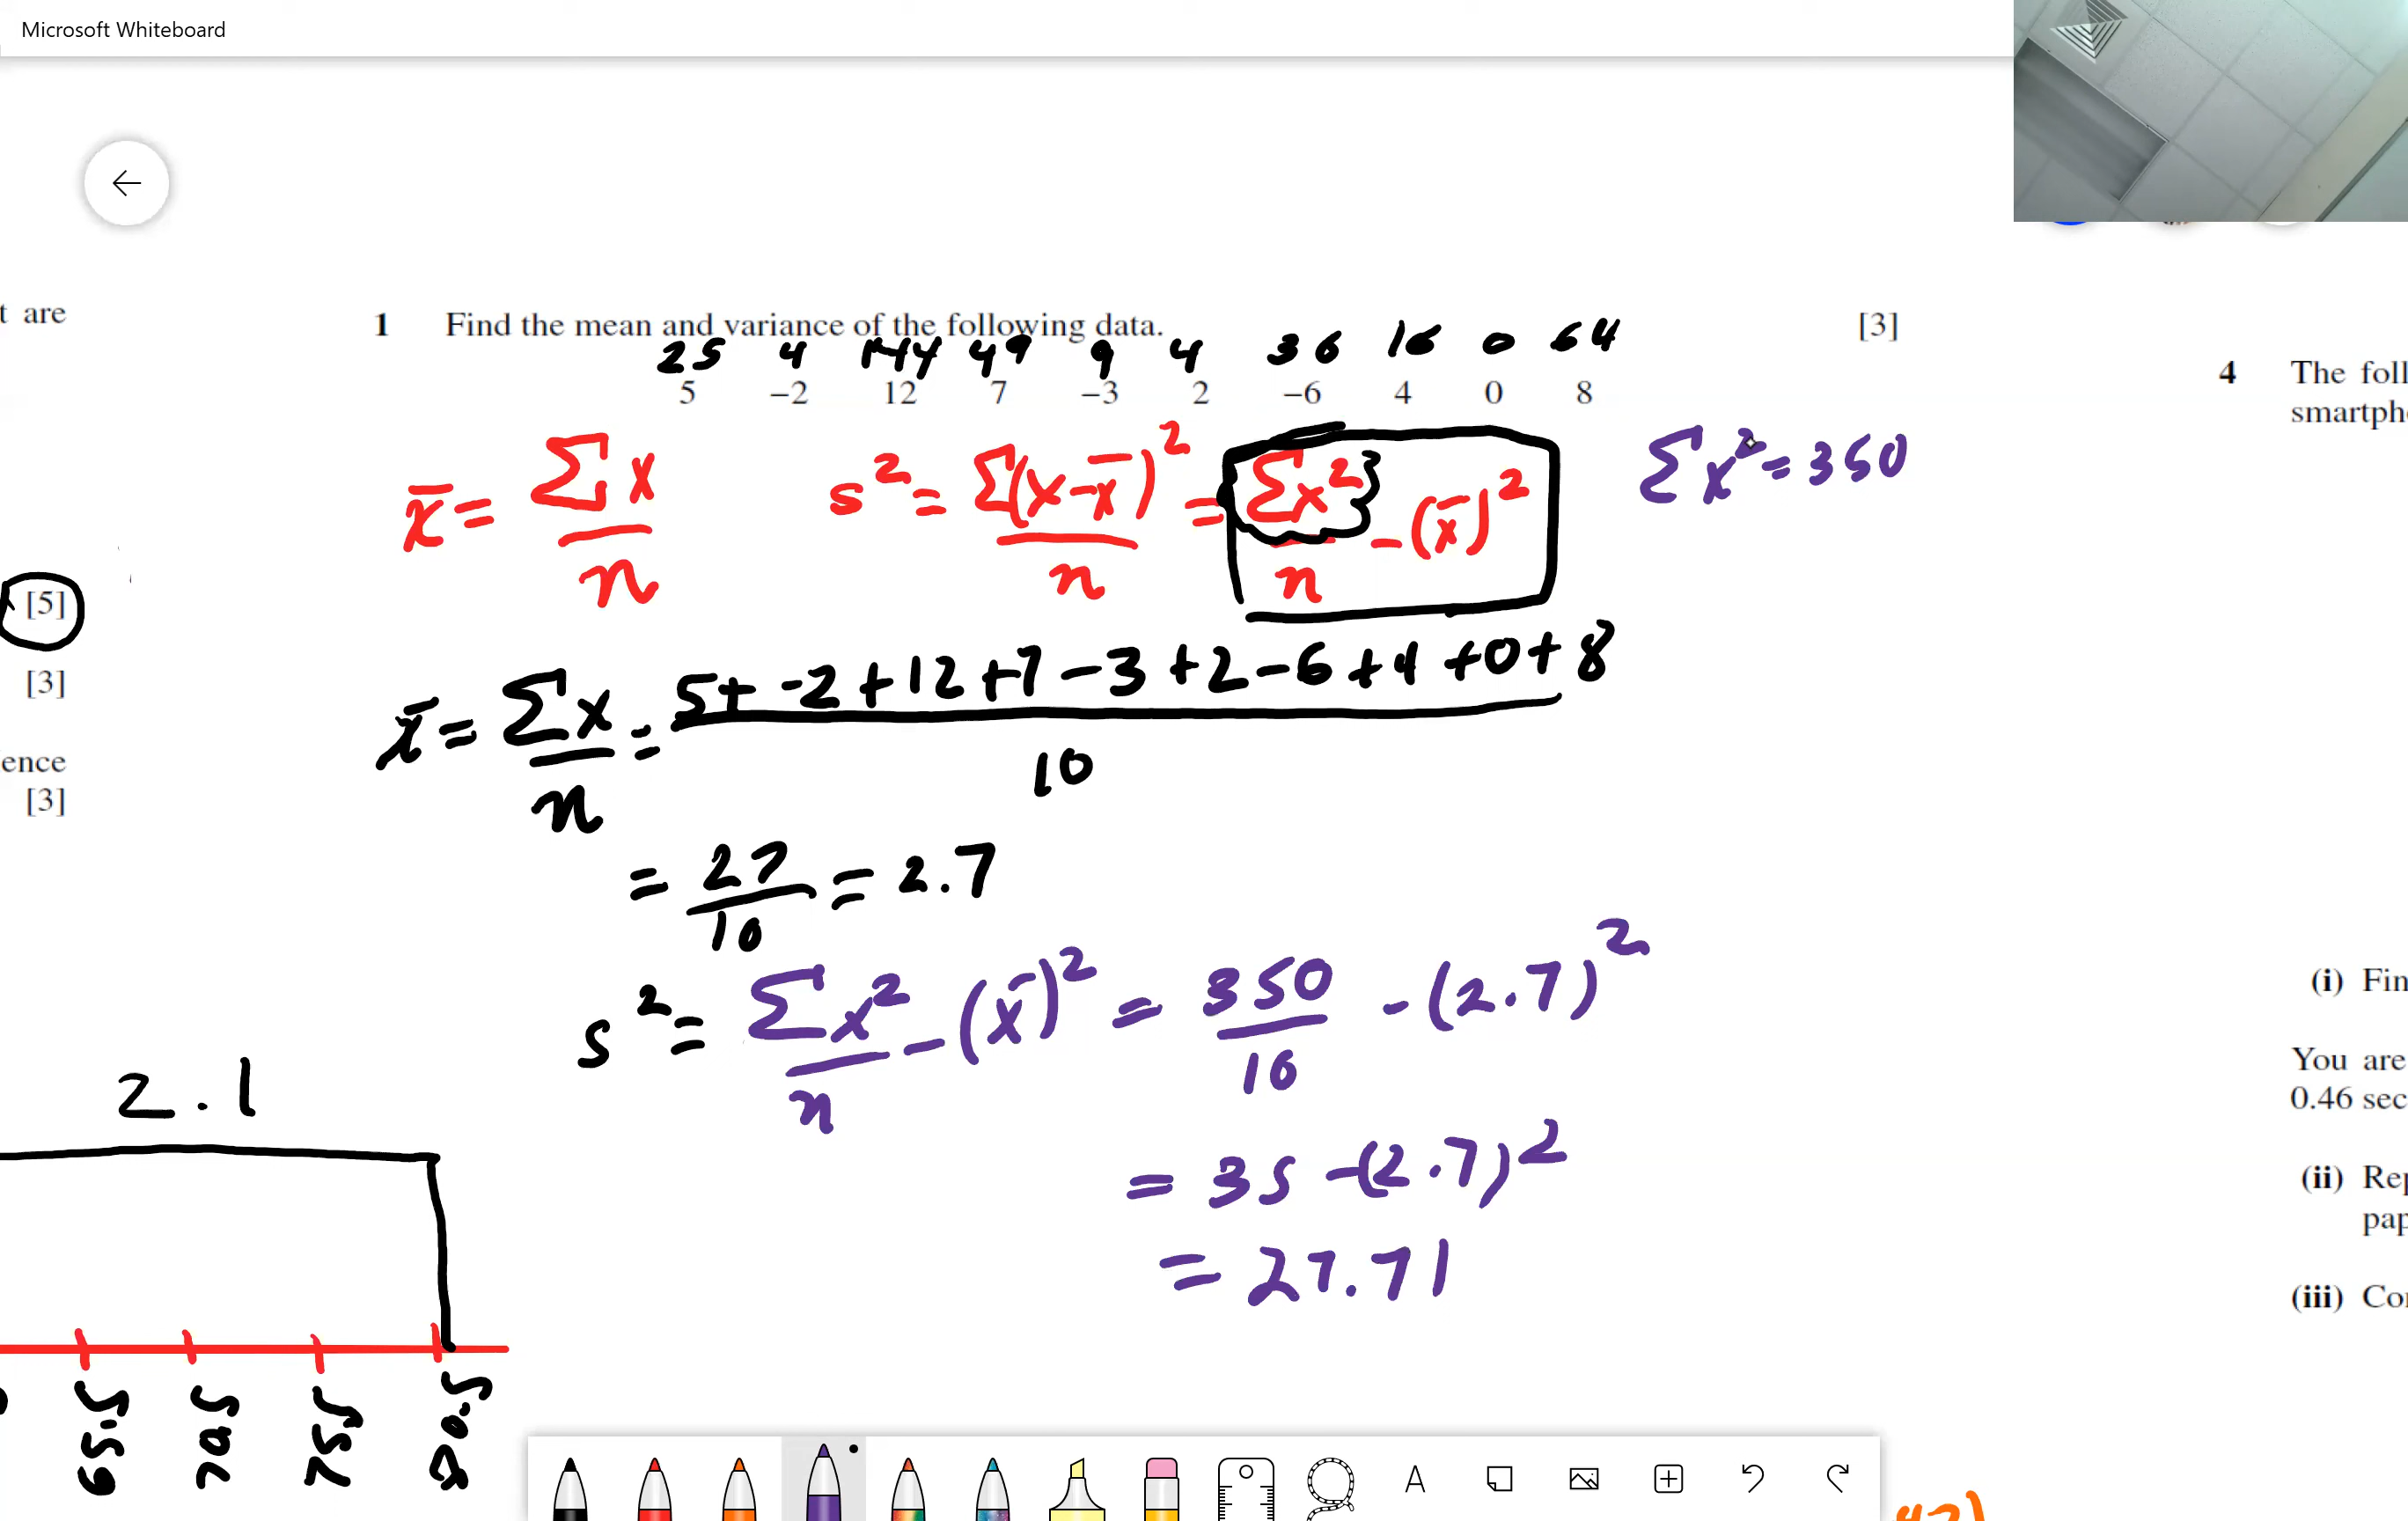 Microsoft Whiteboard
t are
1 Find the mean and variance of the following data. [3]
25 4 144 49 9 4 36 16 0 64
5 −2 12 7 −3 2 −6 4 0 8
4 The foll
smartph
x̄ = Σx/n s² = Σ(x-x̄)²/n = Σx²/n - (x̄)² Σx² = 350
[5]
[3]
x̄ = Σx/n = 5+ -2+12+7-3+2-6+4+0+8/10
ence
[3]
= 27/10 = 2.7
s² = Σx²/n - (x̄)² = 350/10 - (2.7)²
(i) Fin
You are
0.46 sec
2.1
= 35 - (2.7)²
(ii) Rep
pap
= 27.71
(iii) Cor
65.5 70.5 75.5 80.5